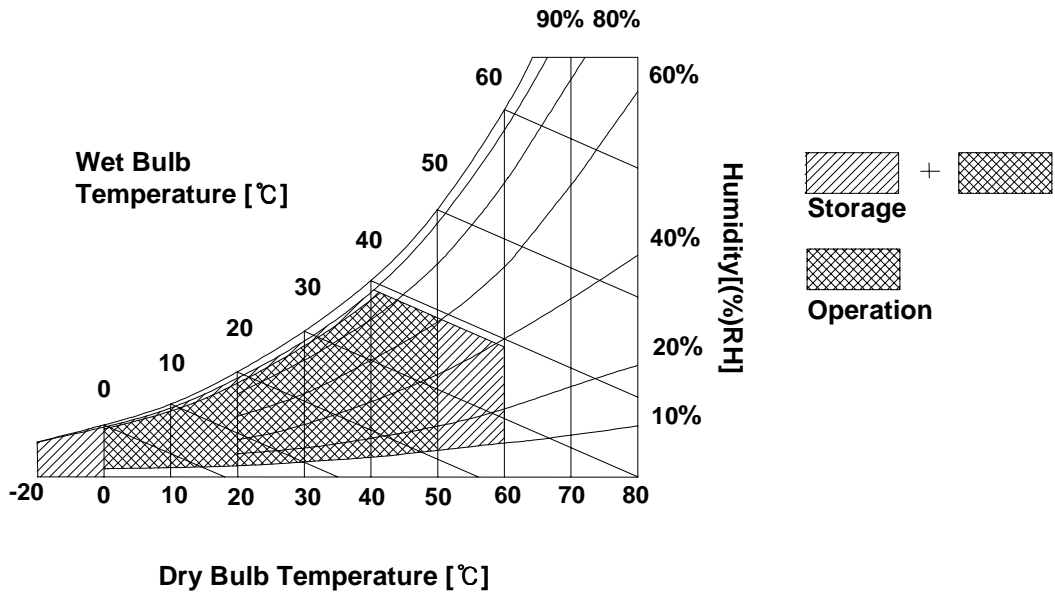 90% 80%
60
60%
Wet Bulb
Temperature [℃]
50
40
30
20
10
0
40%
20%
10%
Humidity[(%)RH]
-20 0 10 20 30 40 50 60 70 80
Dry Bulb Temperature [℃]
+
Storage
Operation